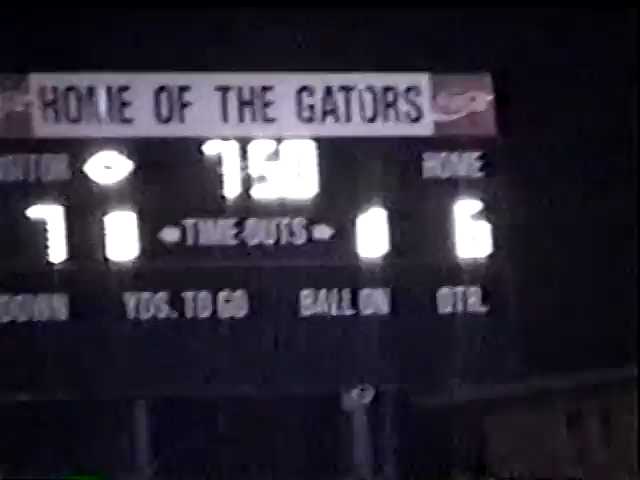 HOME OF THE GATORS
VISITOR 7 50 HOME
7 0 TIME OUTS 0 6
DOWN YDS. TO GO BALL ON QTR.